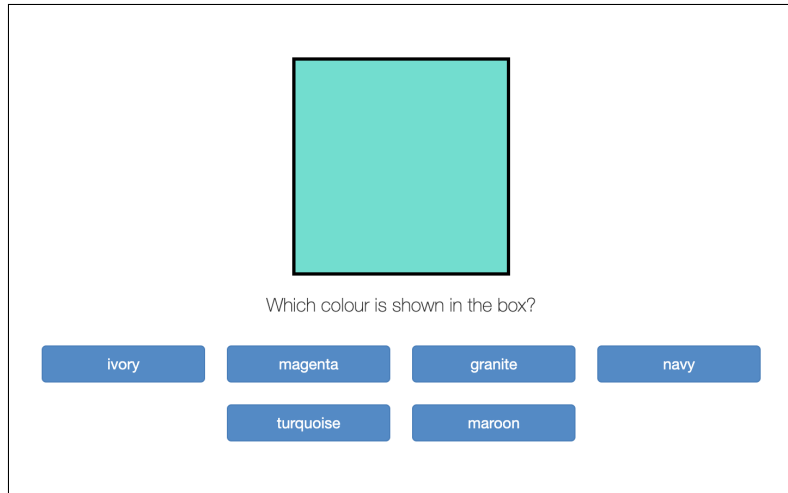 Which colour is shown in the box?
ivory magenta granite navy
turquoise maroon